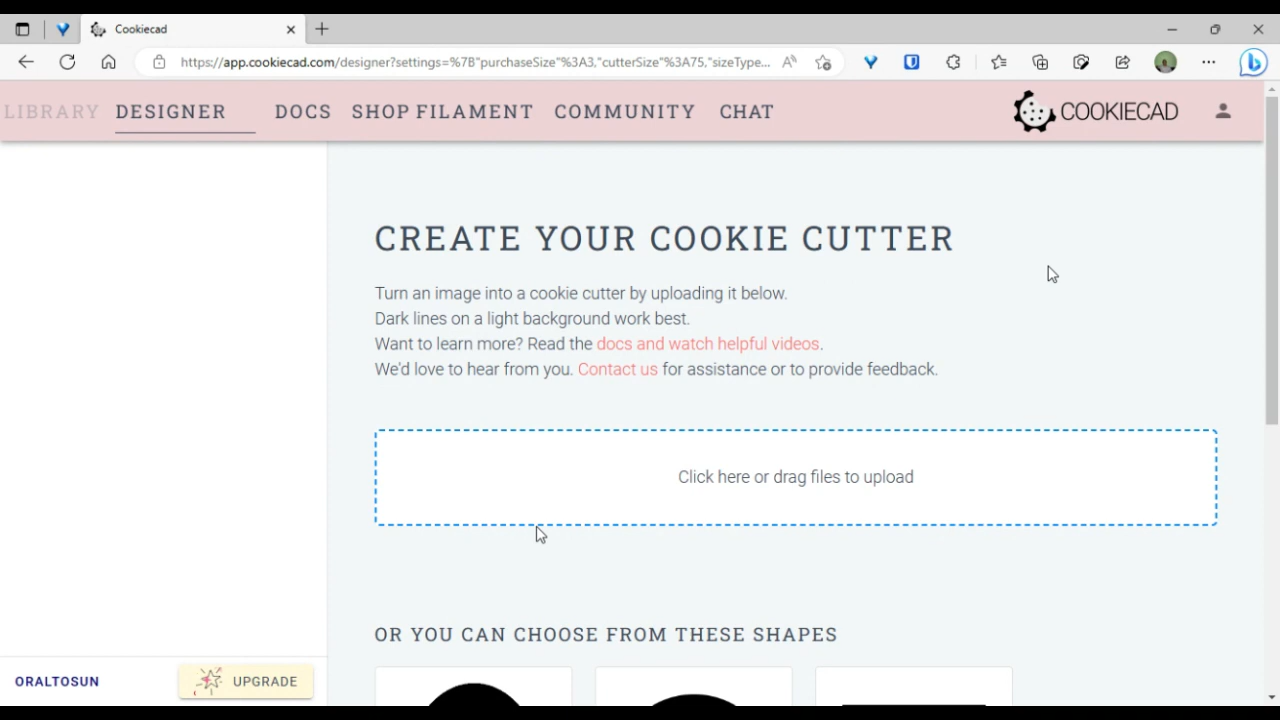 Cookiecad
https://app.cookiecad.com/designer?settings=%7B"purchaseSize"%3A3,"cutterSize"%3A75,"sizeType...
LIBRARY DESIGNER DOCS SHOP FILAMENT COMMUNITY CHAT COOKIECAD
CREATE YOUR COOKIE CUTTER
Turn an image into a cookie cutter by uploading it below.
Dark lines on a light background work best.
Want to learn more? Read the docs and watch helpful videos.
We'd love to hear from you. Contact us for assistance or to provide feedback.
Click here or drag files to upload
OR YOU CAN CHOOSE FROM THESE SHAPES
ORALTOSUN UPGRADE